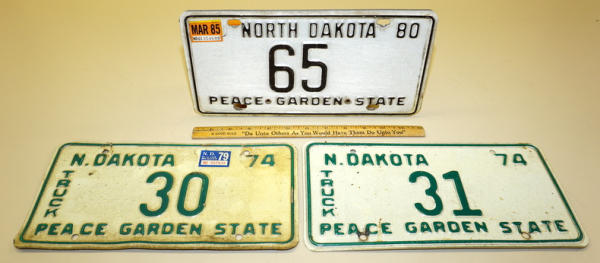 MAR 85
NORTH DAKOTA 80
65
PEACE • GARDEN • STATE
"Do Unto Others As You Would Have Them Do Unto You"
N. DAKOTA N.D. 79 74
TRUCK
30
PEACE GARDEN STATE
N. DAKOTA 74
TRUCK
31
PEACE GARDEN STATE